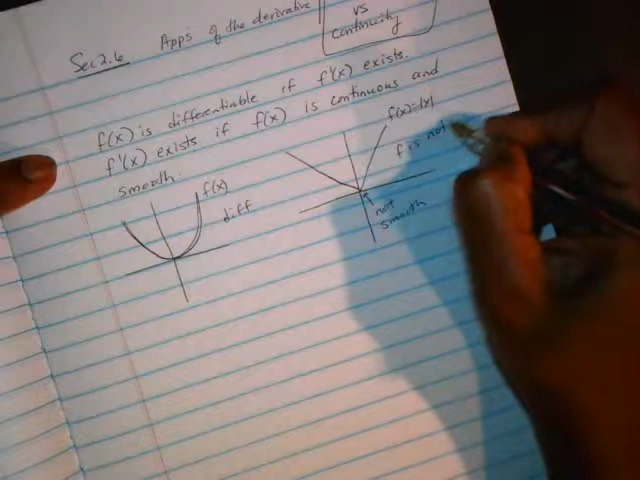 Sec 2.6 Apps of the derivative
vs
continuity
f(x) is differentiable if f'(x) exists.
f'(x) exists if f(x) is continuous and
smooth.
f(x)
diff
f(x)=|x|
f is not
not
smooth